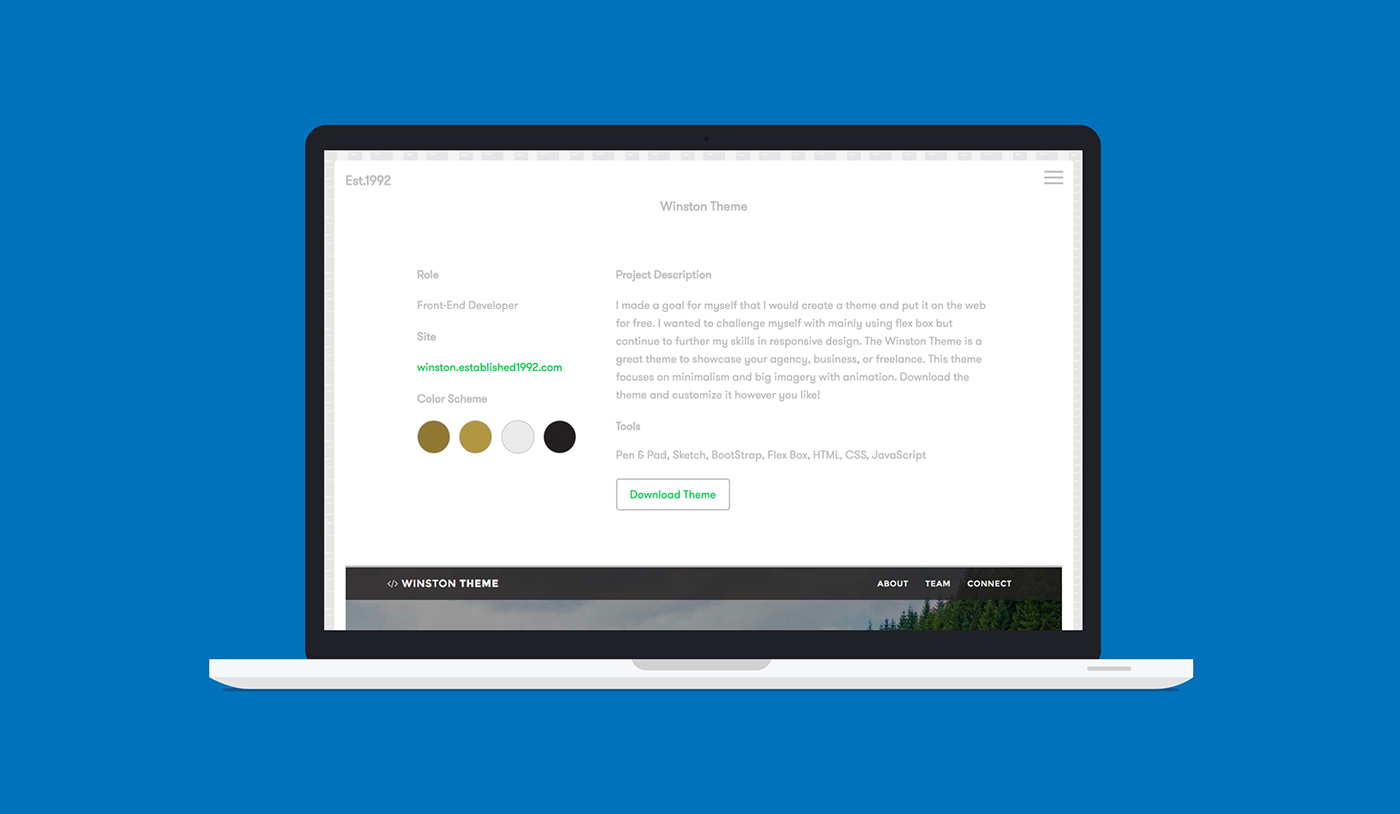 Est.1992
Winston Theme
Role
Front-End Developer
Site
winston.established1992.com
Color Scheme
Project Description
I made a goal for myself that I would create a theme and put it on the web
for free. I wanted to challenge myself with mainly using flex box but
continue to further my skills in responsive design. The Winston Theme is a
great theme to showcase your agency, business, or freelance. This theme
focuses on minimalism and big imagery with animation. Download the
theme and customize it however you like!
Tools
Pen & Pad, Sketch, BootStrap, Flex Box, HTML, CSS, JavaScript
Download Theme
</> WINSTON THEME
ABOUT TEAM CONNECT